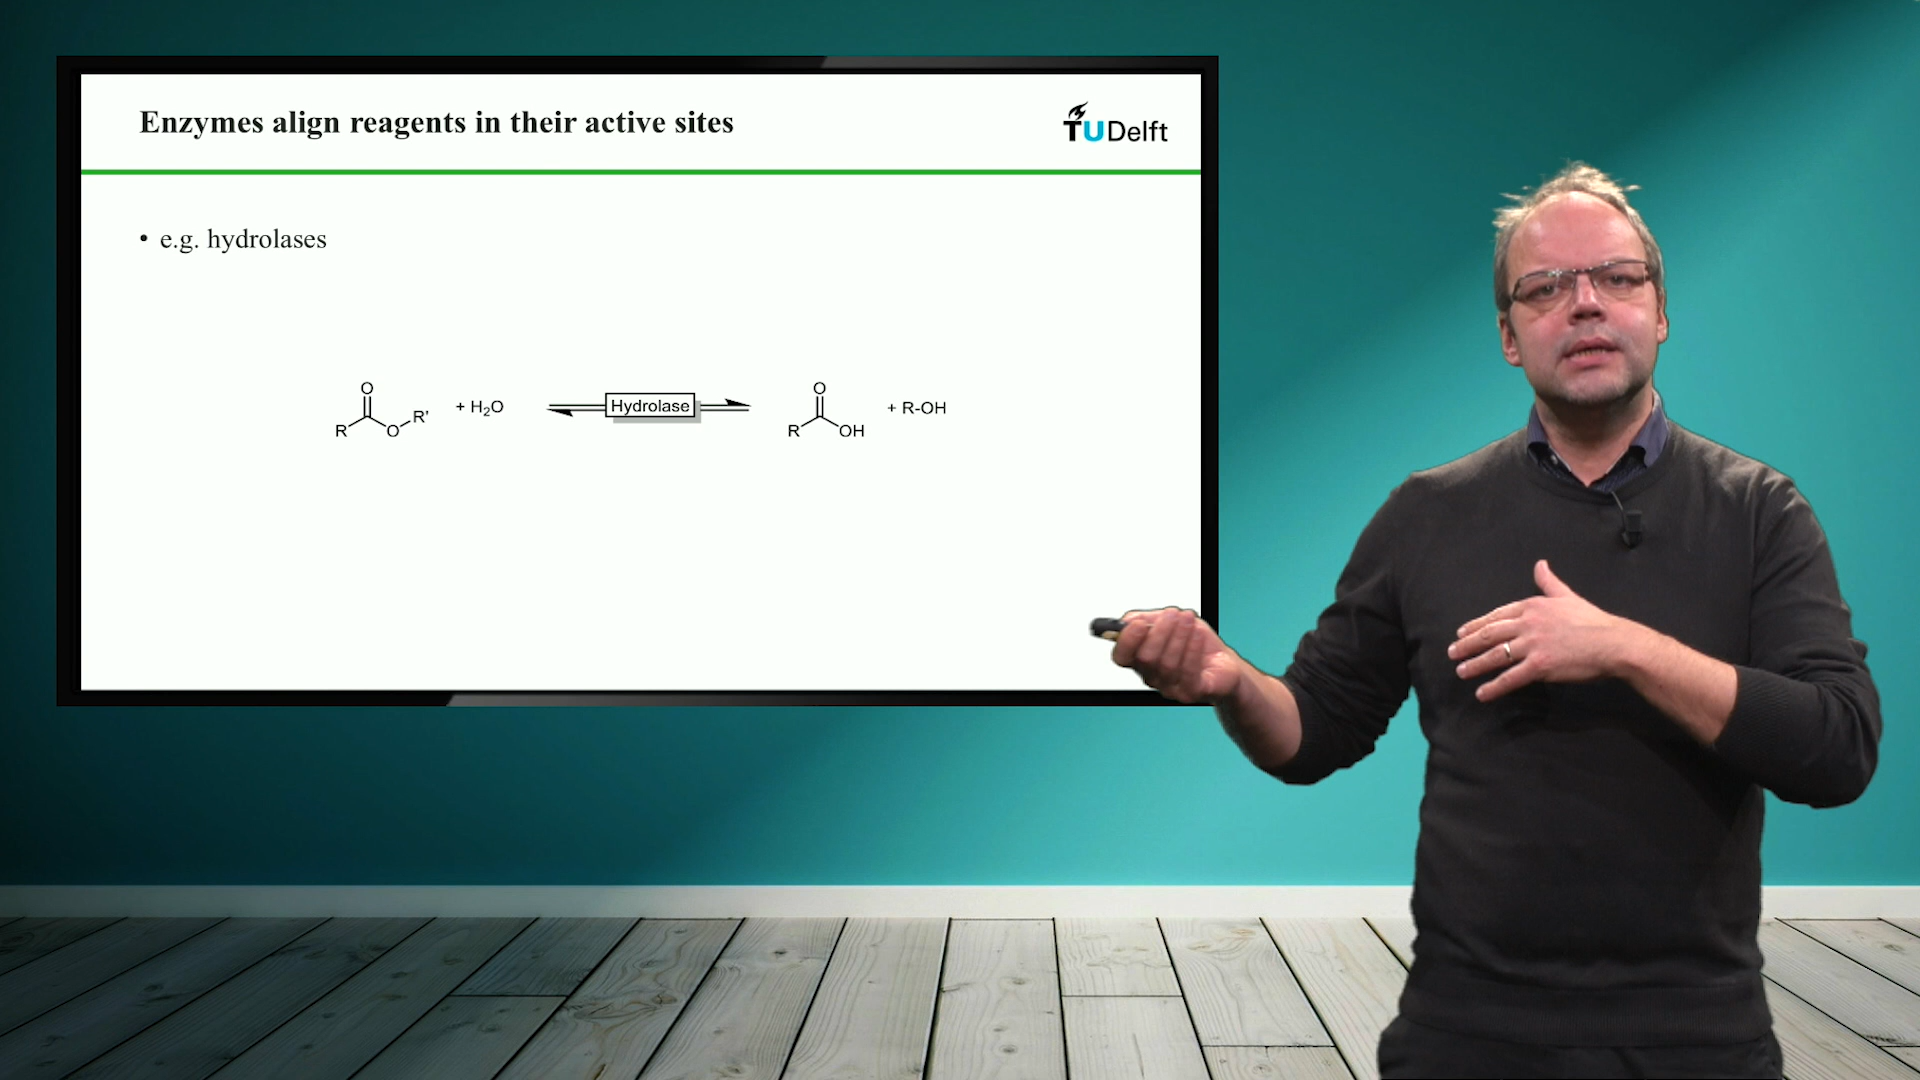 Enzymes align reagents in their active sites
TUDelft
• e.g. hydrolases
O
R O R' + H₂O
Hydrolase
O
R OH + R-OH